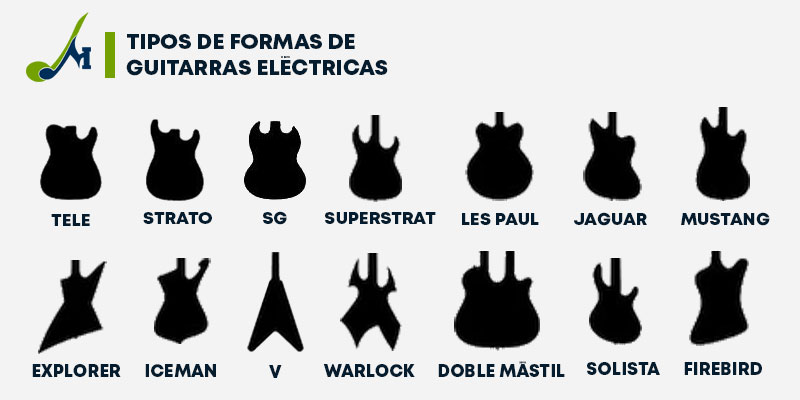 M
TIPOS DE FORMAS DE
GUITARRAS ELËCTRICAS
TELE STRATO SG SUPERSTRAT LES PAUL JAGUAR MUSTANG
EXPLORER ICEMAN V WARLOCK DOBLE MÄSTIL SOLISTA FIREBIRD